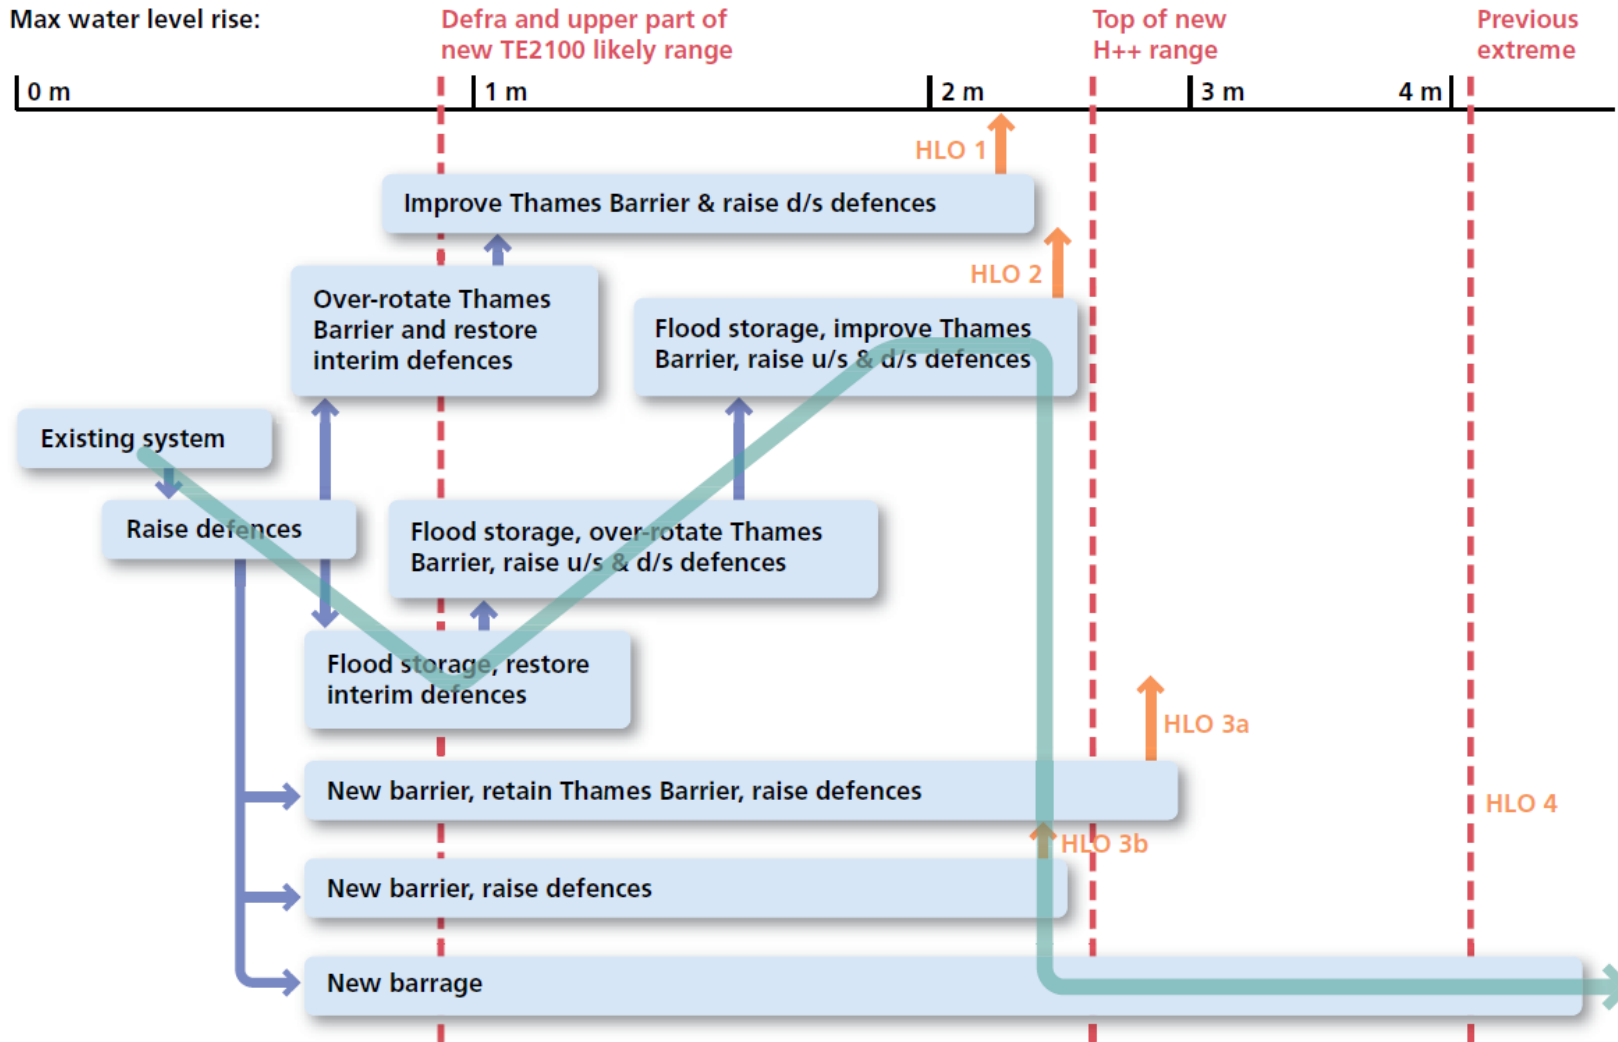 Max water level rise:
Defra and upper part of
new TE2100 likely range
Top of new
H++ range
Previous
extreme
0 m
1 m
2 m
3 m
4 m
HLO 1
Improve Thames Barrier & raise d/s defences
HLO 2
Over-rotate Thames
Barrier and restore
interim defences
Flood storage, improve Thames
Barrier, raise u/s & d/s defences
Existing system
Raise defences
Flood storage, over-rotate Thames
Barrier, raise u/s & d/s defences
Flood storage, restore
interim defences
HLO 3a
New barrier, retain Thames Barrier, raise defences
HLO 4
HLO 3b
New barrier, raise defences
New barrage